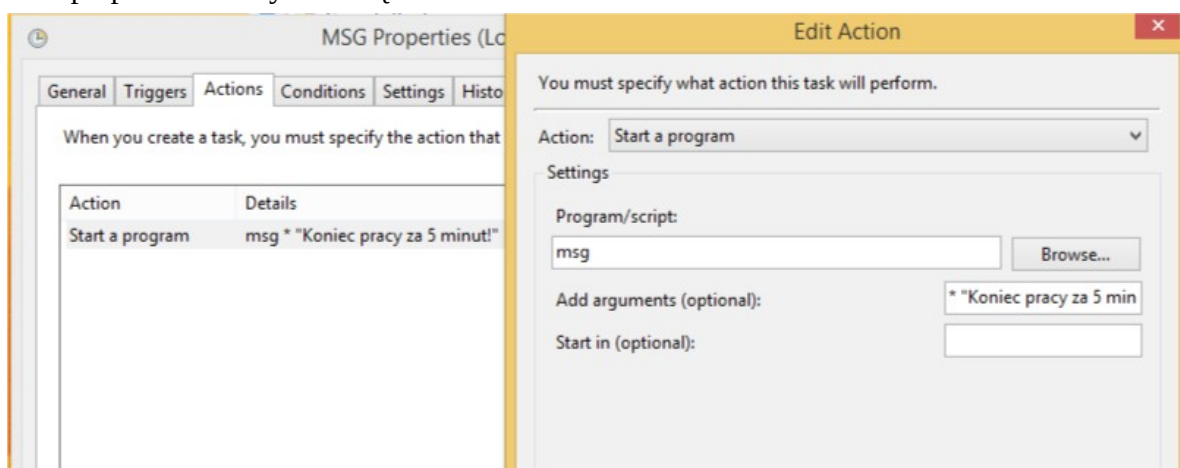 MSG Properties (Lo
General Triggers Actions Conditions Settings Histo
When you create a task, you must specify the action that
Action Details
Start a program msg * "Koniec pracy za 5 minut!"
Edit Action
You must specify what action this task will perform.
Action: Start a program
Settings
Program/script:
msg
Browse...
Add arguments (optional): * "Koniec pracy za 5 min
Start in (optional):